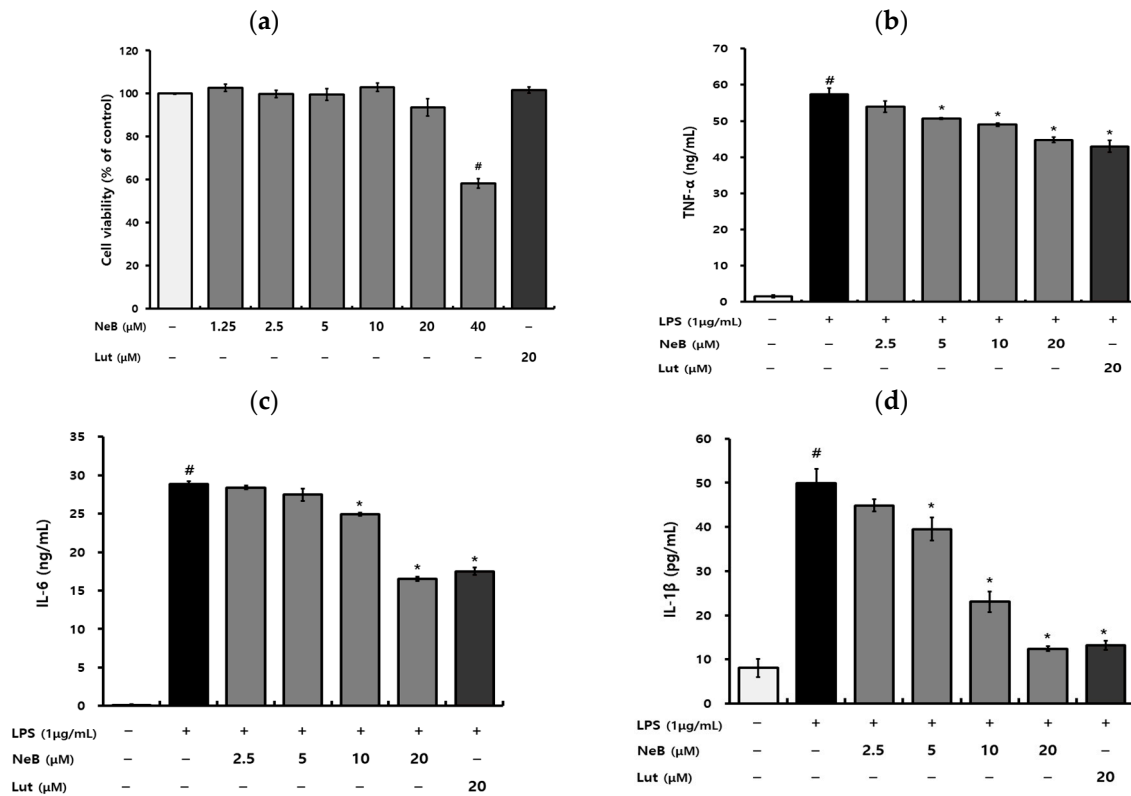 (a)
Cell viability (% of control)
120
100
80
60
40
20
0
#
NeB (μM) – 1.25 2.5 5 10 20 40 –
Lut (μM) – – – – – – – 20
(b)
TNF-α (ng/mL)
70
60
50
40
30
20
10
0
# * * * *
LPS (1μg/mL) – + + + + + +
NeB (μM) – – 2.5 5 10 20 –
Lut (μM) – – – – – – 20
(c)
IL-6 (ng/mL)
35
30
25
20
15
10
5
0
# * * *
LPS (1μg/mL) – + + + + + +
NeB (μM) – – 2.5 5 10 20 –
Lut (μM) – – – – – – 20
(d)
IL-1β (pg/mL)
60
50
40
30
20
10
0
# * * * *
LPS (1μg/mL) – + + + + + +
NeB (μM) – – 2.5 5 10 20 –
Lut (μM) – – – – – – 20